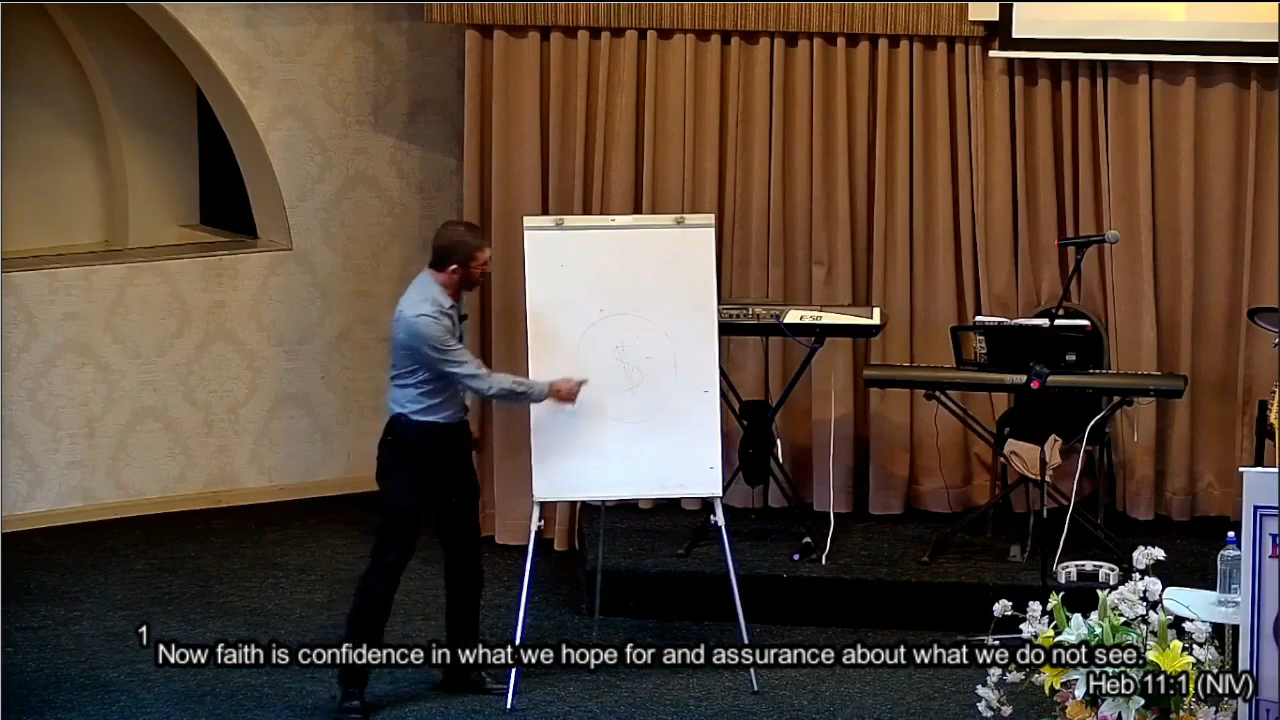 $
E-50
1 Now faith is confidence in what we hope for and assurance about what we do not see.
Heb 11:1 (NIV)